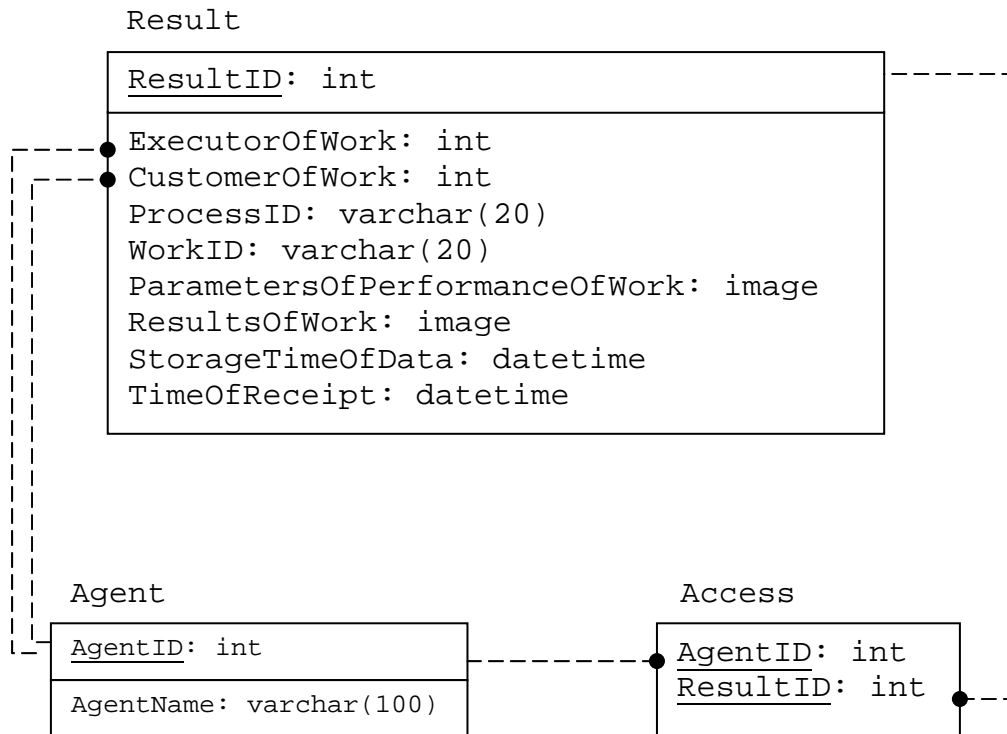 Result
ResultID: int
ExecutorOfWork: int
CustomerOfWork: int
ProcessID: varchar(20)
WorkID: varchar(20)
ParametersOfPerformanceOfWork: image
ResultsOfWork: image
StorageTimeOfData: datetime
TimeOfReceipt: datetime
Agent
AgentID: int
AgentName: varchar(100)
Access
AgentID: int
ResultID: int